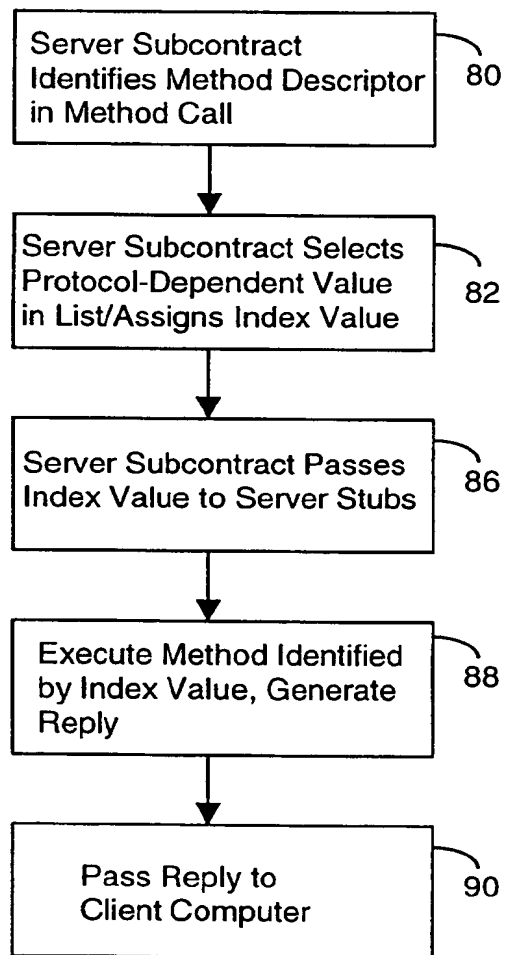 Server Subcontract
Identifies Method Descriptor
in Method Call
80
Server Subcontract Selects
Protocol-Dependent Value
in List/Assigns Index Value
82
Server Subcontract Passes
Index Value to Server Stubs
86
Execute Method Identified
by Index Value, Generate
Reply
88
Pass Reply to
Client Computer
90